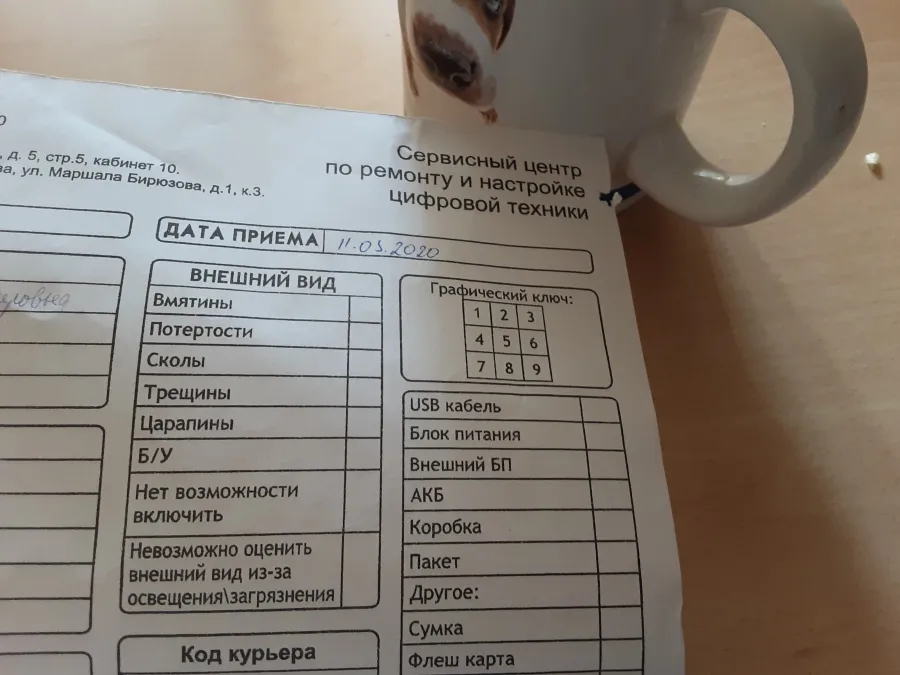 д. 5, стр.5, кабинет 10.
ул. Маршала Бирюзова, д.1, к.3.
Сервисный центр
по ремонту и настройке
цифровой техники
ДАТА ПРИЕМА 11.03.2020
ВНЕШНИЙ ВИД
Вмятины
Потертости
Сколы
Трещины
Царапины
Б/У
Нет возможности
включить
Невозможно оценить
внешний вид из-за
освещения\загрязнения
Код курьера
Графический ключ:
1 2 3
4 5 6
7 8 9
USB кабель
Блок питания
Внешний БП
АКБ
Коробка
Пакет
Другое:
Сумка
Флеш карта